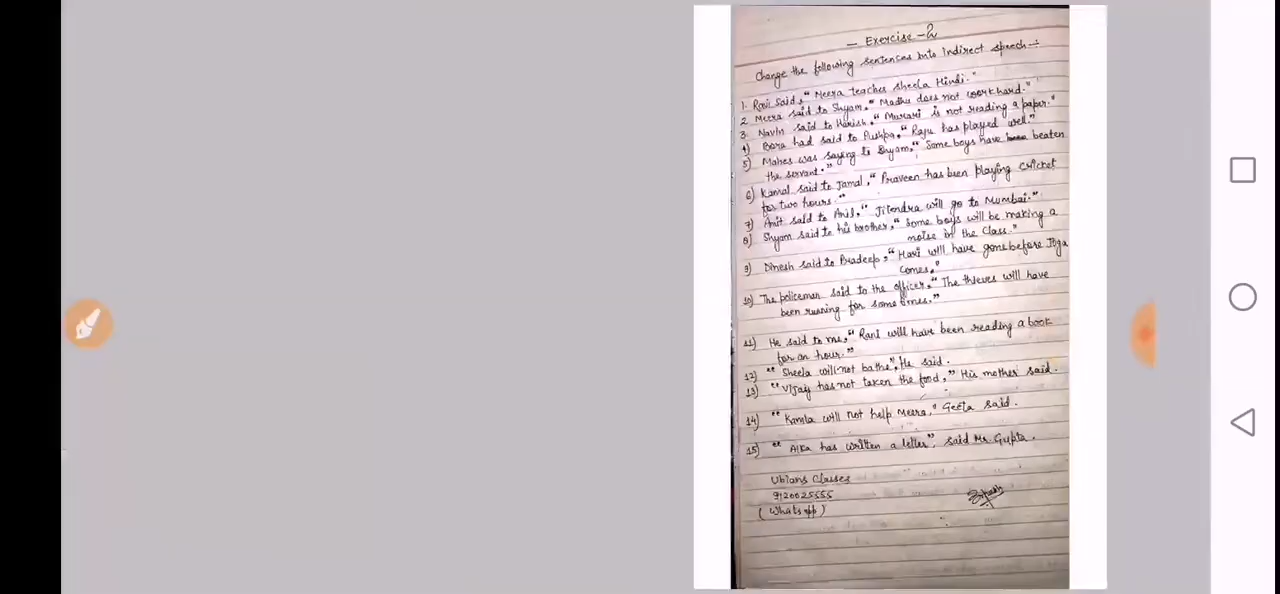 — Exercise - 2
Change the following sentences into indirect speech :-
1. Ravi said, "Meera teaches Sheela Hindi."
2. Meera said to Shyam, "Madhu does not work hard."
3. Navin said to Harish, "Murari is not reading a paper."
4) Bora had said to Pushpa, "Raju has played well."
5) Mahes was saying to Shyam, "Some boys have beaten
the servant."
6) Kamal said to Jamal, "Praveen has been playing cricket
for two hours."
7) Amit said to Anil, "Jitendra will go to Mumbai."
8) Shyam said to his brother, "Some boys will be making a
noise in the class."
9) Dinesh said to Pradeep, "Hari will have gone before Joga
comes."
10) The policeman said to the officer, "The thieves will have
been running for some times."
11) He said to me, "Rani will have been reading a book
for an hour."
12) "Sheela will not bathe", He said.
13) "Vijay has not taken the food," His mother said.
14) "Kamla will not help Meera," Geeta said.
15) "Alka has written a letter", said Mr Gupta.
Ubians Classes
9120025555
(Whatsapp)